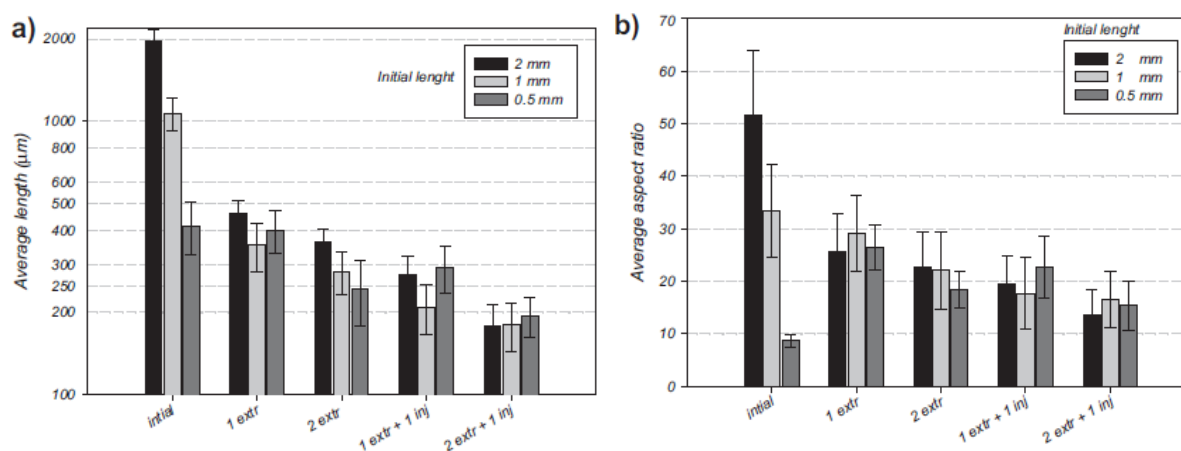 a)
Average length (μm)
2000
1000
800
600
500
400
300
250
200
100
Initial lenght
2 mm
1 mm
0.5 mm
intial
1 extr
2 extr
1 extr + 1 inj
2 extr + 1 inj
b)
Average aspect ratio
70
60
50
40
30
20
10
0
Initial lenght
2 mm
1 mm
0.5 mm
intial
1 extr
2 extr
1 extr + 1 inj
2 extr + 1 inj